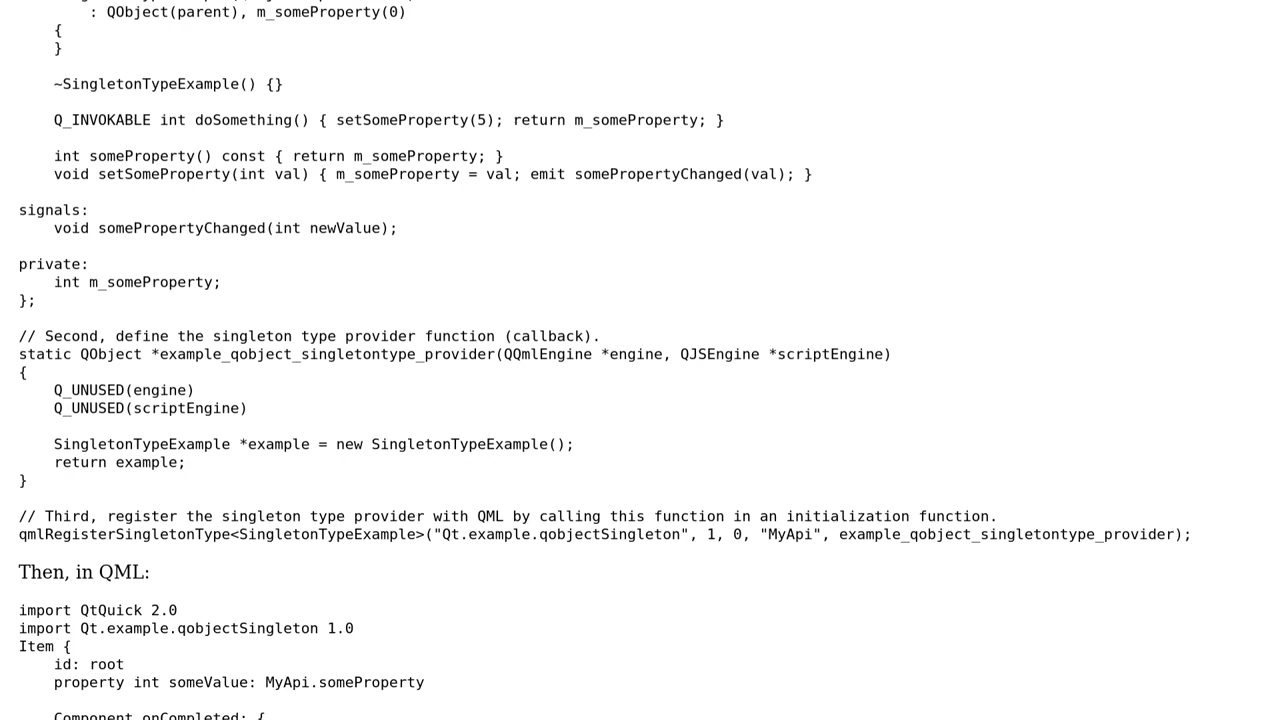 : QObject(parent), m_someProperty(0)
{
}
~SingletonTypeExample() {}
Q_INVOKABLE int doSomething() { setSomeProperty(5); return m_someProperty; }
int someProperty() const { return m_someProperty; }
void setSomeProperty(int val) { m_someProperty = val; emit somePropertyChanged(val); }
signals:
void somePropertyChanged(int newValue);
private:
int m_someProperty;
};
// Second, define the singleton type provider function (callback).
static QObject *example_qobject_singletontype_provider(QQmlEngine *engine, QJSEngine *scriptEngine)
{
Q_UNUSED(engine)
Q_UNUSED(scriptEngine)
SingletonTypeExample *example = new SingletonTypeExample();
return example;
}
// Third, register the singleton type provider with QML by calling this function in an initialization function.
qmlRegisterSingletonType<SingletonTypeExample>("Qt.example.qobjectSingleton", 1, 0, "MyApi", example_qobject_singletontype_provider);
Then, in QML:
import QtQuick 2.0
import Qt.example.qobjectSingleton 1.0
Item {
id: root
property int someValue: MyApi.someProperty
Component.onCompleted: {